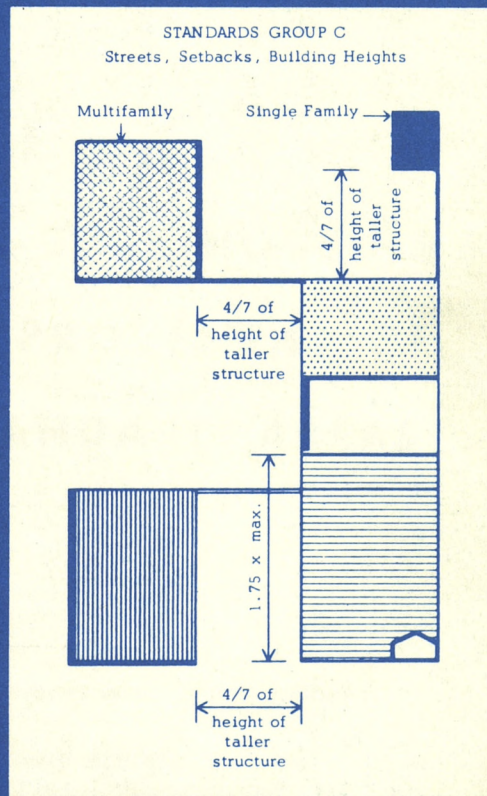 STANDARDS GROUP C
Streets, Setbacks, Building Heights
Multifamily
Single Family
4/7 of
height of
taller
structure
4/7 of
height of
taller
structure
1.75 x max.
4/7 of
height of
taller
structure